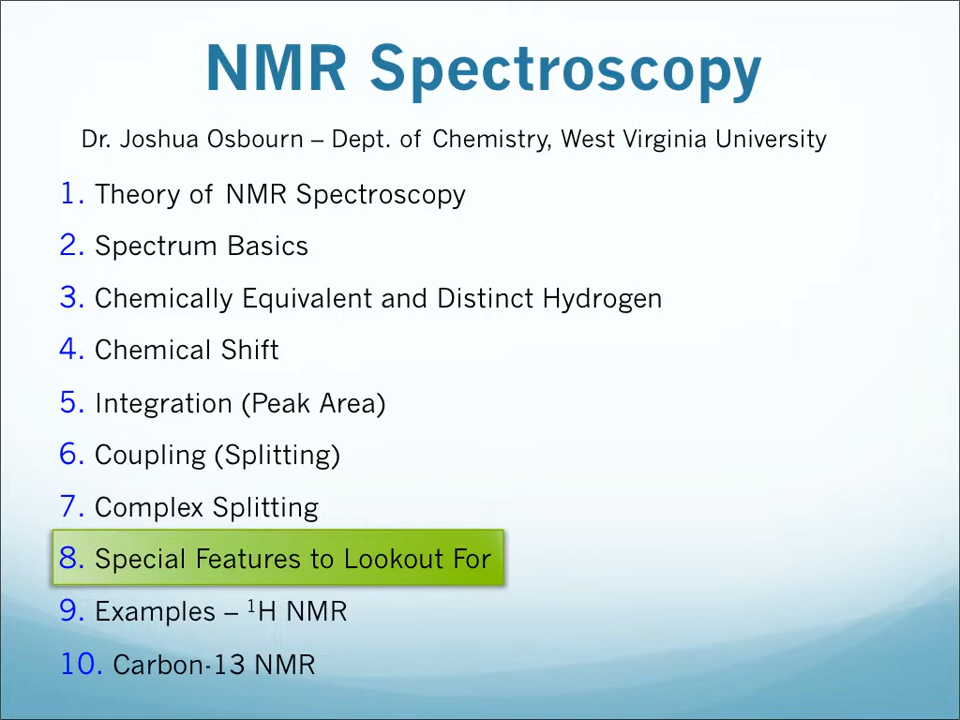 NMR Spectroscopy
Dr. Joshua Osbourn – Dept. of Chemistry, West Virginia University
1. Theory of NMR Spectroscopy
2. Spectrum Basics
3. Chemically Equivalent and Distinct Hydrogen
4. Chemical Shift
5. Integration (Peak Area)
6. Coupling (Splitting)
7. Complex Splitting
8. Special Features to Lookout For
9. Examples – ¹H NMR
10. Carbon-13 NMR